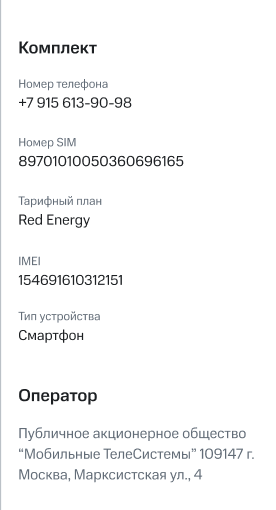 Комплект
Номер телефона
+7 915 613-90-98
Номер SIM
89701010050360696165
Тарифный план
Red Energy
IMEI
154691610312151
Тип устройства
Смартфон
Оператор
Публичное акционерное общество
“Мобильные ТелеСистемы” 109147 г.
Москва, Марксистская ул., 4